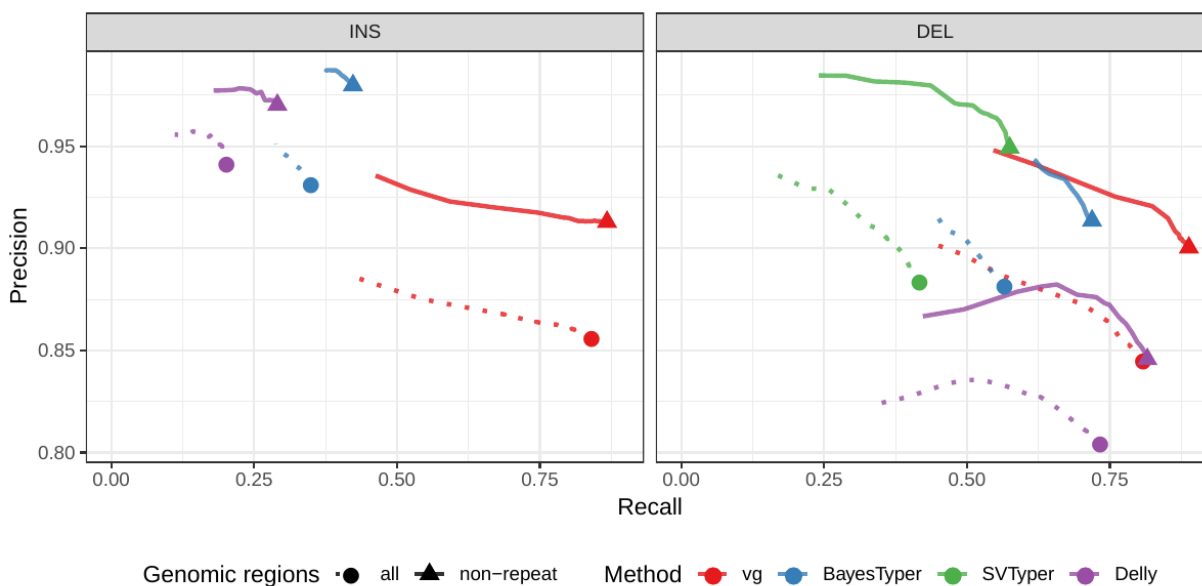 INS DEL
Precision
0.95
0.90
0.85
0.80
0.00 0.25 0.50 0.75 0.00 0.25 0.50 0.75
Recall
Genomic regions all non−repeat Method vg BayesTyper SVTyper Delly